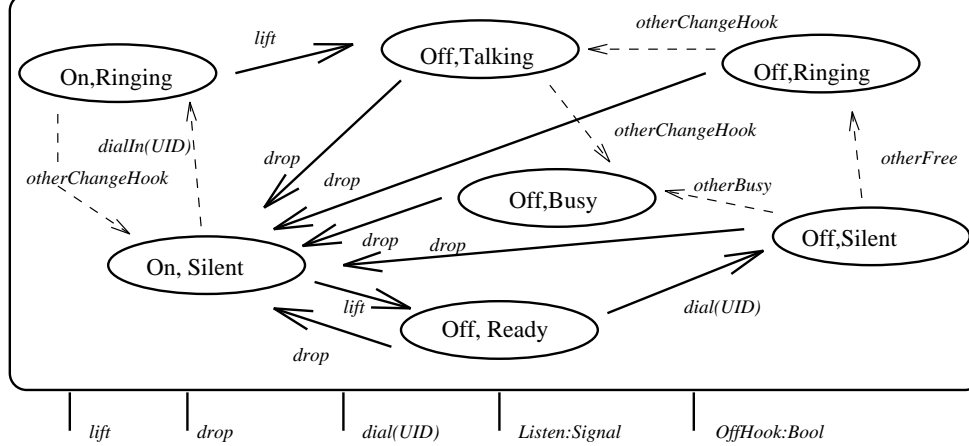 otherChangeHook
lift
On,Ringing
Off,Talking
Off,Ringing
dialIn(UID)
otherChangeHook
otherChangeHook
drop
drop
otherFree
otherBusy
Off,Busy
Off,Silent
On, Silent
drop
drop
lift
Off, Ready
dial(UID)
drop
lift
drop
dial(UID)
Listen:Signal
OffHook:Bool